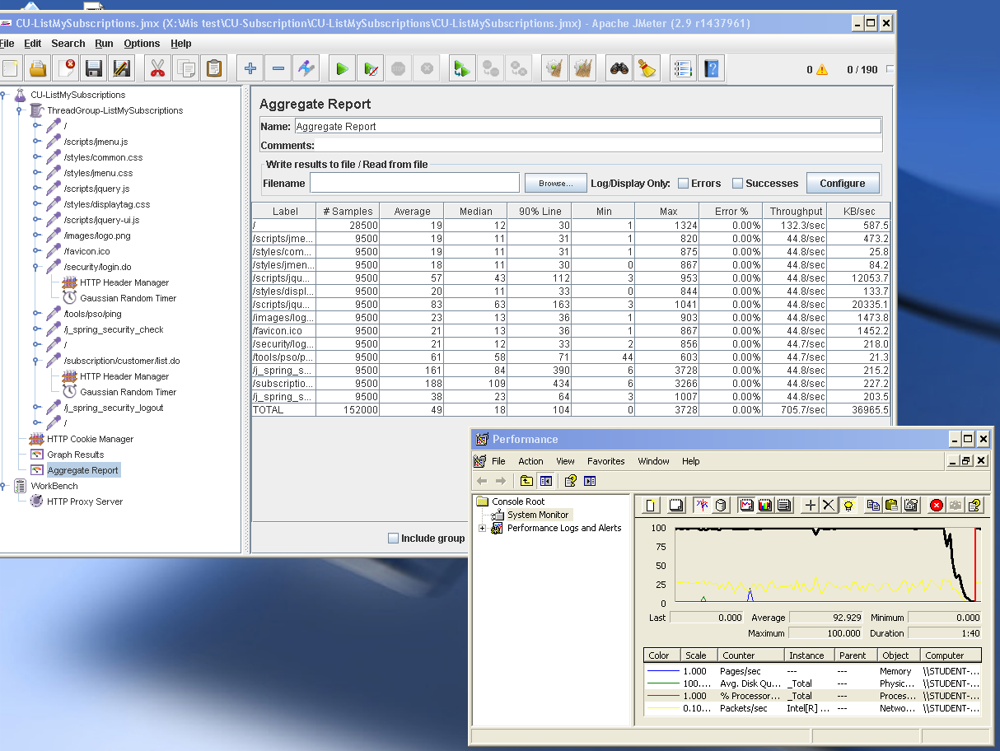 CU-ListMySubscriptions.jmx (X:\Mis test\CU-Subscription\CU-ListMySubscriptions\CU-ListMySubscriptions.jmx) - Apache JMeter (2.9 r1437961)
File Edit Search Run Options Help
0 0 / 190
CU-ListMySubscriptions
ThreadGroup-ListMySubscriptions
/
/scripts/jmenu.js
/styles/common.css
/styles/jmenu.css
/scripts/jquery.js
/styles/displaytag.css
/scripts/jquery-ui.js
/images/logo.png
/favicon.ico
/security/login.do
HTTP Header Manager
Gaussian Random Timer
/tools/pso/ping
/j_spring_security_check
/
/subscription/customer/list.do
HTTP Header Manager
Gaussian Random Timer
/j_spring_security_logout
/
HTTP Cookie Manager
Graph Results
Aggregate Report
WorkBench
HTTP Proxy Server
Aggregate Report
Name: Aggregate Report
Comments:
Write results to file / Read from file
Filename Browse... Log/Display Only: Errors Successes Configure
Label # Samples Average Median 90% Line Min Max Error % Throughput KB/sec
/ 28500 19 12 30 1 1324 0.00% 132.3/sec 587.5
/scripts/jme... 9500 19 11 31 1 820 0.00% 44.8/sec 473.2
/styles/com... 9500 19 11 31 1 875 0.00% 44.8/sec 25.8
/styles/jmen... 9500 18 11 30 0 867 0.00% 44.8/sec 84.2
/scripts/jqu... 9500 57 43 112 3 953 0.00% 44.8/sec 12053.7
/styles/displ... 9500 20 11 33 0 844 0.00% 44.8/sec 133.7
/scripts/jqu... 9500 83 63 163 3 1041 0.00% 44.8/sec 20335.1
/images/log... 9500 23 13 36 1 903 0.00% 44.8/sec 1473.8
/favicon.ico 9500 21 13 36 1 867 0.00% 44.8/sec 1452.2
/security/log... 9500 21 12 33 2 856 0.00% 44.7/sec 218.0
/tools/pso/p... 9500 61 58 71 44 603 0.00% 44.7/sec 21.3
/j_spring_s... 9500 161 84 390 6 3728 0.00% 44.8/sec 215.2
/subscriptio... 9500 188 109 434 6 3266 0.00% 44.8/sec 227.2
/j_spring_s... 9500 38 23 64 3 1007 0.00% 44.8/sec 203.5
TOTAL 152000 49 18 104 0 3728 0.00% 705.7/sec 36965.5
Include group
Performance
File Action View Favorites Window Help
Console Root
System Monitor
Performance Logs and Alerts
100
75
50
25
0
Last 0.000 Average 92.929 Minimum 0.000
Maximum 100.000 Duration 1:40
Color Scale Counter Instance Parent Object Computer
1.000 Pages/sec --- --- Memory \\STUDENT-...
100.... Avg. Disk Qu... _Total --- Physic... \\STUDENT-...
1.000 % Processor... _Total --- Proces... \\STUDENT-...
0.10... Packets/sec Intel[R] ... --- Netwo... \\STUDENT-...